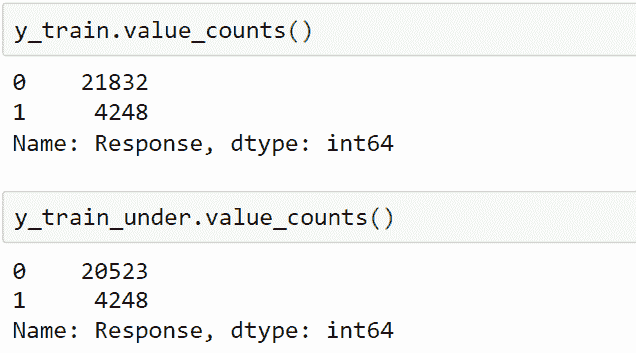 y_train.value_counts()
0    21832
1     4248
Name: Response, dtype: int64
y_train_under.value_counts()
0    20523
1     4248
Name: Response, dtype: int64